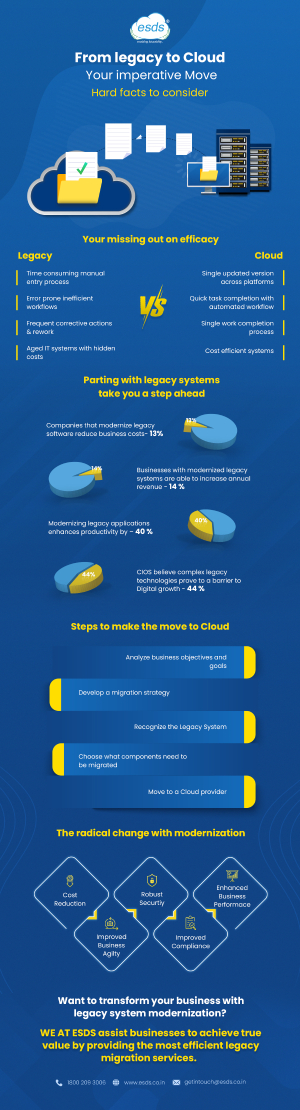 esds
From legacy to Cloud
Your imperative Move
Hard facts to consider
Your missing out on efficacy
Legacy
Cloud
Time consuming manual
entry process
Single updated version
across platforms
VS
Error prone inefficient
workflows
Quick task completion with
automated workflow
Frequent corrective actions
& rework
Single work completion
process
Aged IT systems with hidden
costs
Cost efficient systems
Parting with legacy systems
take you a step ahead
Companies that modernize legacy
software reduce business costs- 13%
13%
14%
Businesses with modernized legacy
systems are able to increase annual
revenue - 14 %
Modernizing legacy applications
enhances productivity by – 40 %
40%
44%
CIOS believe complex legacy
technologies prove to a barrier to
Digital growth - 44 %
Steps to make the move to Cloud
Analyze business objectives and
goals
Develop a migration strategy
Recognize the Legacy System
Choose what components need to
be migrated
Move to a Cloud provider
The radical change with modernization
Cost
Reduction
Robust
Securtiy
Enhanced
Business
Performace
Improved
Business
Agilty
Improved
Compliance
Want to transform your business with
legacy system modernization?
WE AT ESDS assist businesses to achieve true
value by providing the most efficient legacy
migration services.
1800 209 3006
www.esds.co.in
getintouch@esds.co.in